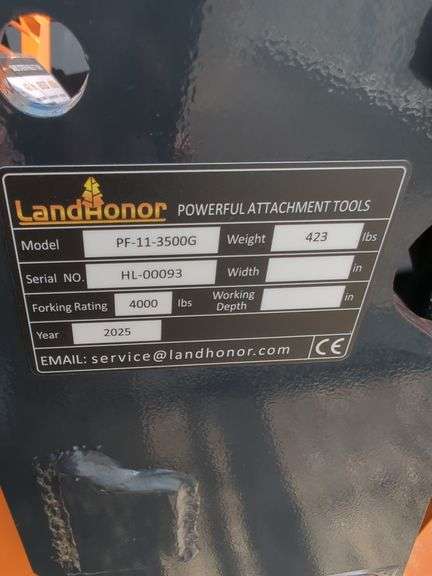 LANDHONOR POWERFUL ATTACHMENT TOOLS
Model PF-11-3500G Weight 423 lbs
Serial NO. HL-00093 Width in
Forking Rating 4000 lbs Working Depth in
Year 2025
EMAIL: service@landhonor.com CE